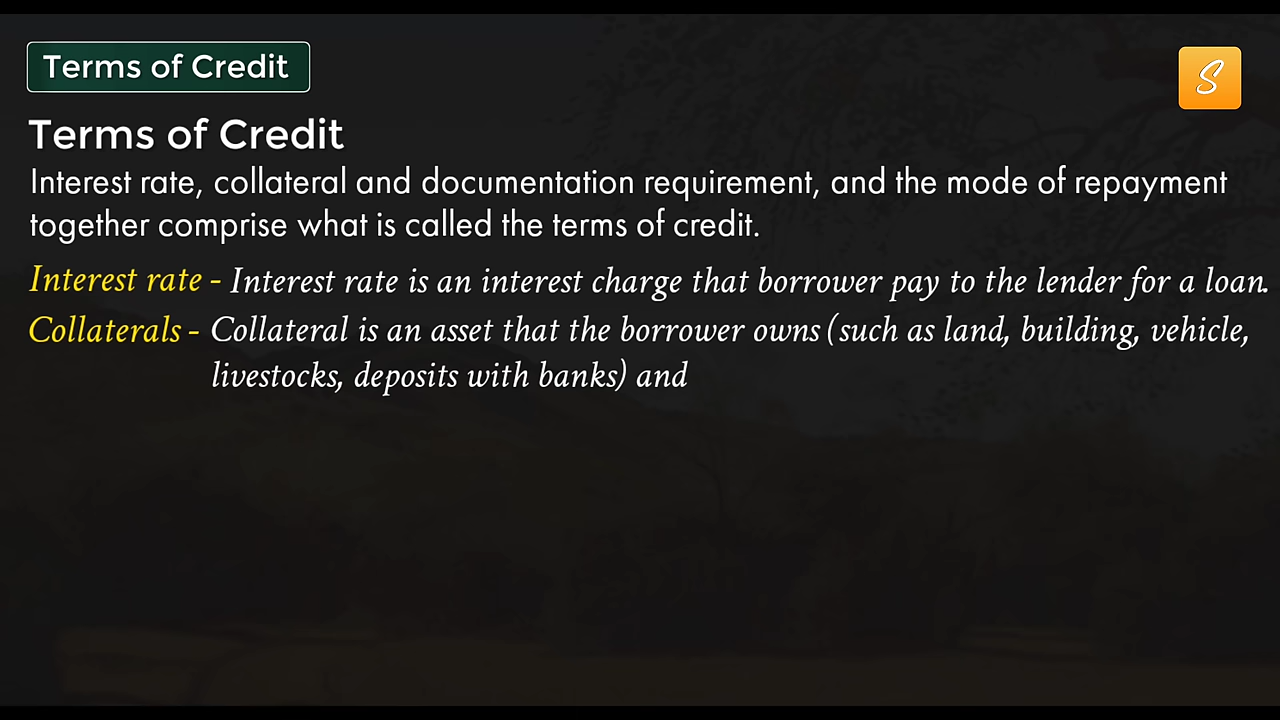 Terms of Credit
S
Terms of Credit
Interest rate, collateral and documentation requirement, and the mode of repayment
together comprise what is called the terms of credit.
Interest rate - Interest rate is an interest charge that borrower pay to the lender for a loan.
Collaterals - Collateral is an asset that the borrower owns (such as land, building, vehicle,
livestocks, deposits with banks) and